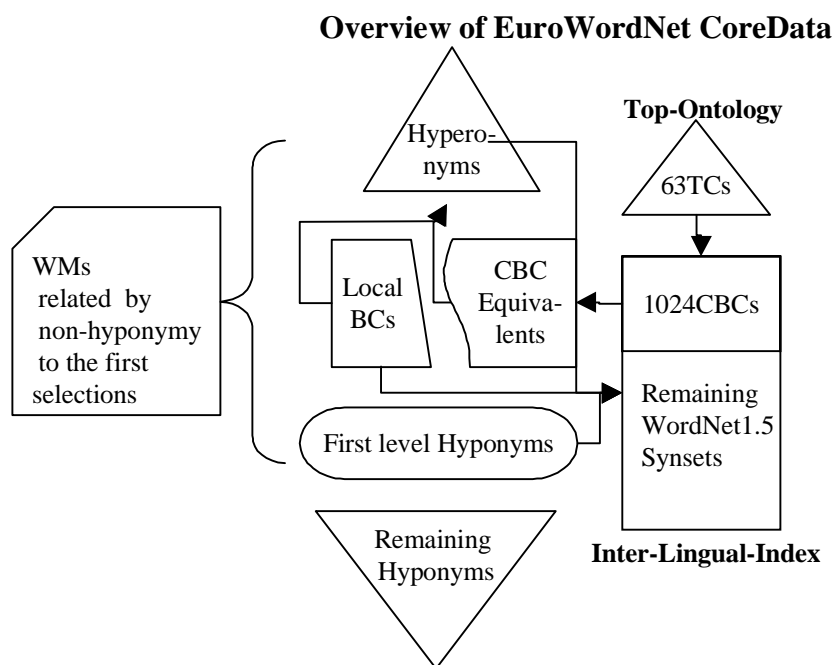 Overview of EuroWordNet CoreData
Hypero-
nyms
Top-Ontology
63TCs
WMs
related by
non-hyponymy
to the first
selections
Local
BCs
CBC
Equiva-
lents
1024CBCs
Remaining
WordNet1.5
Synsets
First level Hyponyms
Remaining
Hyponyms
Inter-Lingual-Index